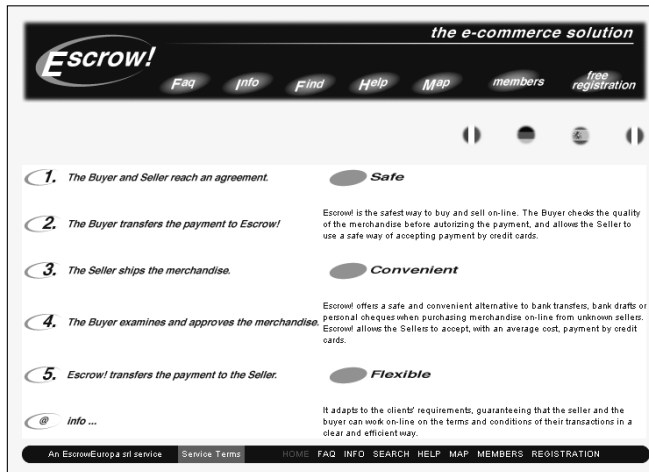 the e-commerce solution
Escrow!
Faq Info Find Help Map members free registration
1. The Buyer and Seller reach an agreement.
2. The Buyer transfers the payment to Escrow!
3. The Seller ships the merchandise.
4. The Buyer examines and approves the merchandise.
5. Escrow! transfers the payment to the Seller.
@ info ...
Safe
Escrow! is the safest way to buy and sell on-line. The Buyer checks the quality
of the merchandise before autorizing the payment, and allows the Seller to
use a safe way of accepting payment by credit cards.
Convenient
Escrow! offers a safe and convenient alternative to bank transfers, bank drafts or
personal cheques when purchasing merchandise on-line from unknown sellers.
Escrow! allows the Sellers to accept, with an average cost, payment by credit
cards.
Flexible
It adapts to the clients' requirements, guaranteeing that the seller and the
buyer can work on-line on the terms and conditions of their transactions in a
clear and efficient way.
An EscrowEuropa srl service Service Terms HOME FAQ INFO SEARCH HELP MAP MEMBERS REGISTRATION